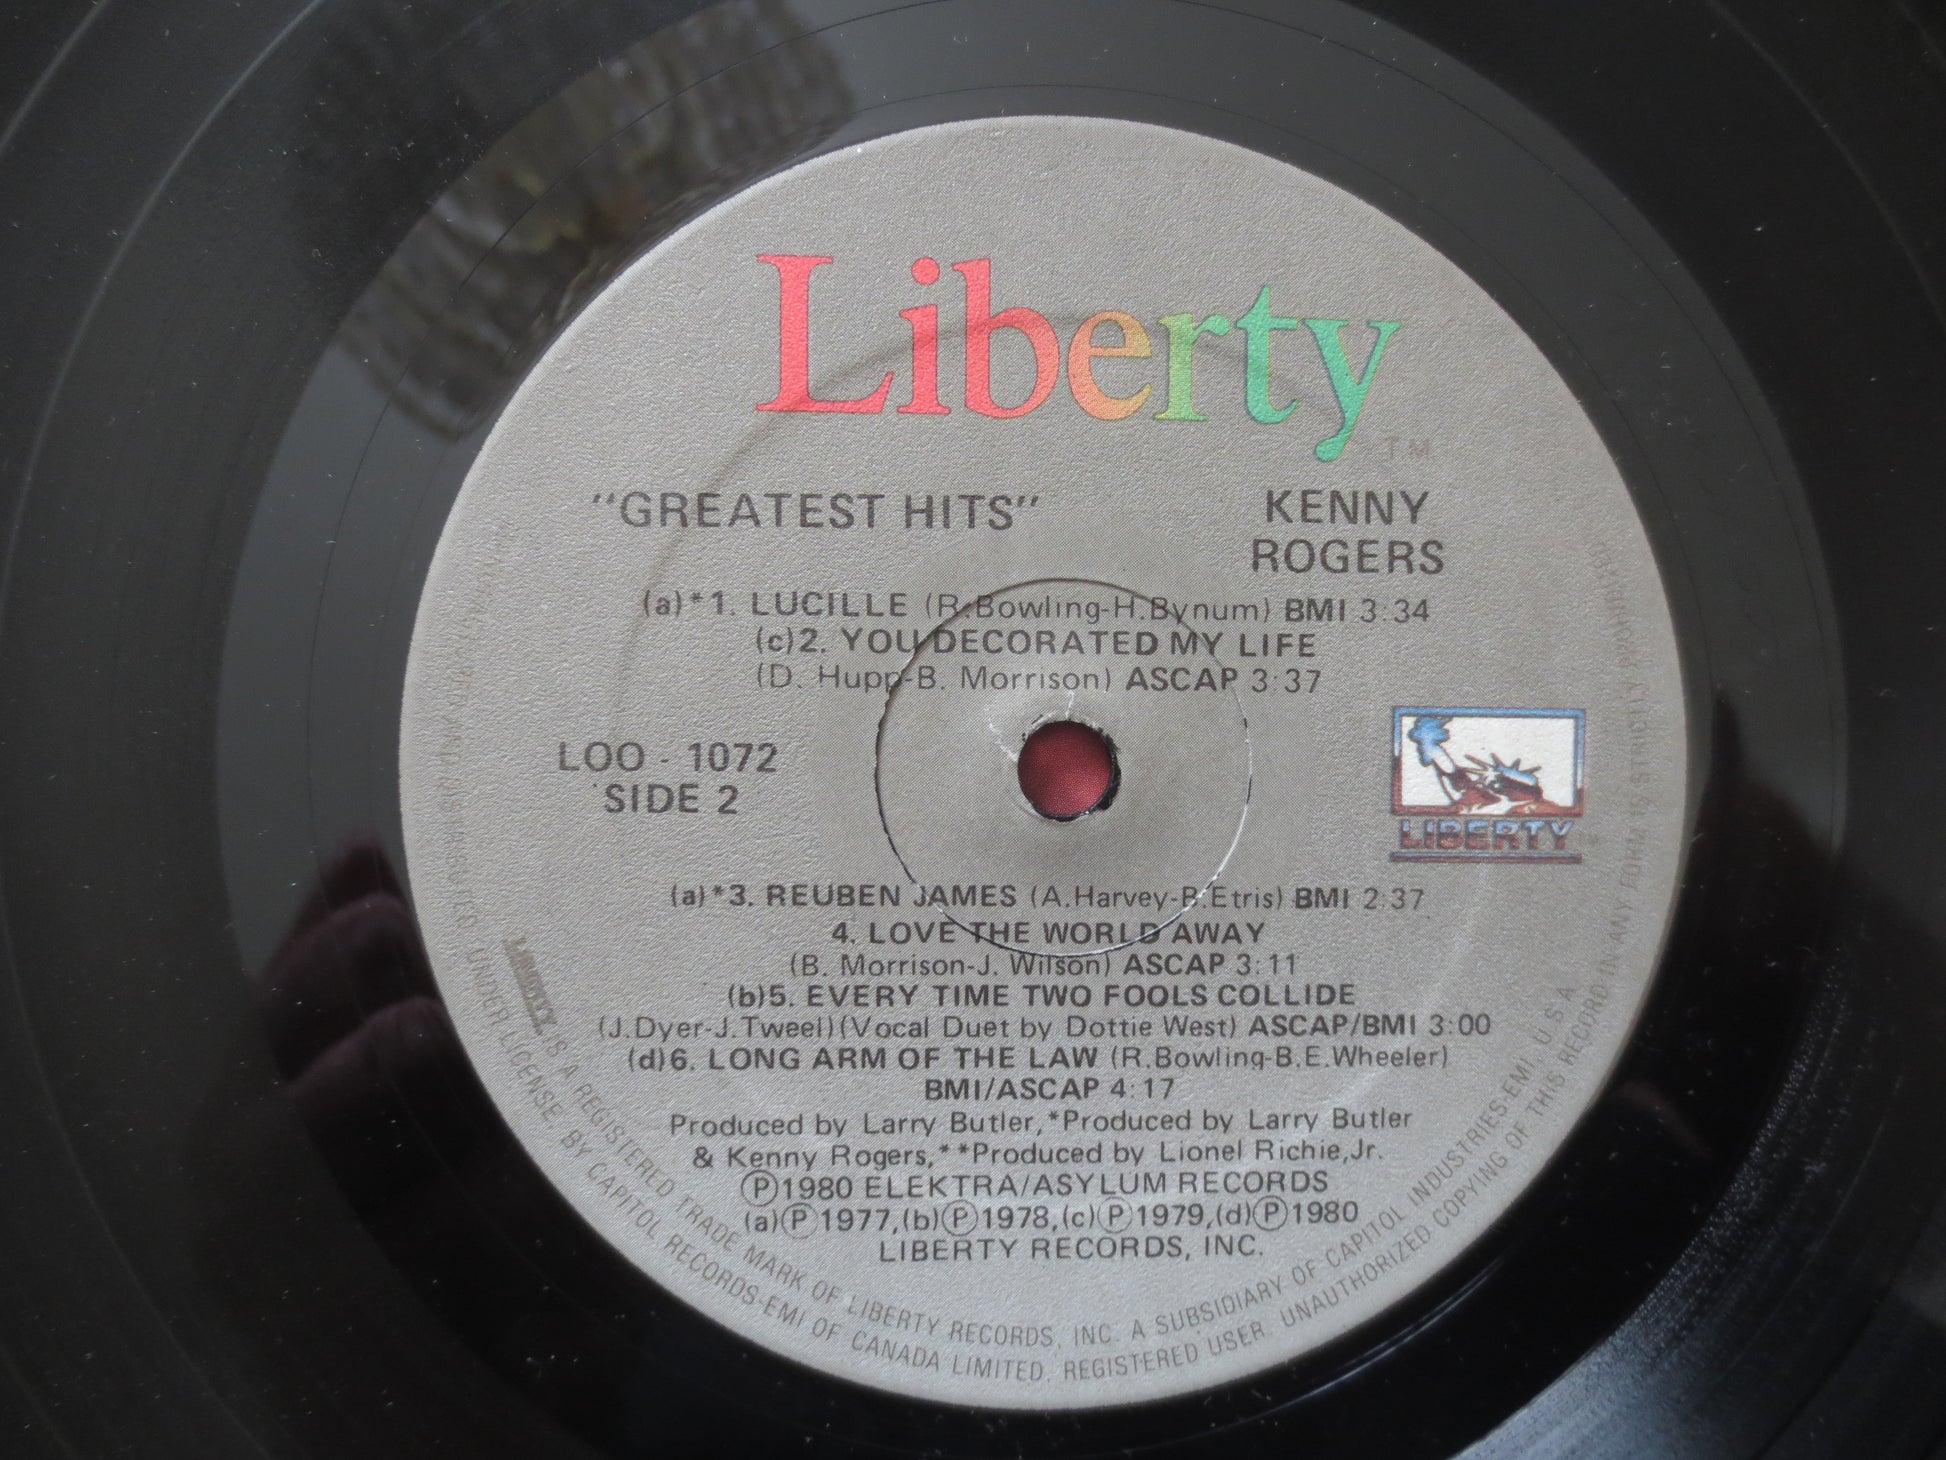 Liberty
TM
"GREATEST HITS"
KENNY
ROGERS
(a)*1. LUCILLE (R.Bowling-H.Bynum) BMI 3:34
(c)2. YOU DECORATED MY LIFE
(D. Hupp-B. Morrison) ASCAP 3:37
LOO - 1072
SIDE 2
LIBERTY
(a)*3. REUBEN JAMES (A.Harvey-B.Etris) BMI 2:37
4. LOVE THE WORLD AWAY
(B. Morrison-J. Wilson) ASCAP 3:11
(b)5. EVERY TIME TWO FOOLS COLLIDE
(J.Dyer-J.Tweel)(Vocal Duet by Dottie West) ASCAP/BMI 3:00
(d)6. LONG ARM OF THE LAW (R.Bowling-B.E.Wheeler)
BMI/ASCAP 4:17
Produced by Larry Butler,*Produced by Larry Butler
& Kenny Rogers,**Produced by Lionel Richie,Jr.
Ⓟ1980 ELEKTRA/ASYLUM RECORDS
(a)Ⓟ1977,(b)Ⓟ1978,(c)Ⓟ1979,(d)Ⓟ1980
LIBERTY RECORDS, INC.
LIBERTY IS A REGISTERED TRADE MARK OF LIBERTY RECORDS, INC. A SUBSIDIARY OF CAPITOL INDUSTRIES-EMI, U.S.A.
UNDER LICENSE BY CAPITOL RECORDS-EMI OF CANADA LIMITED, REGISTERED USER. UNAUTHORIZED COPYING OF THIS RECORD IN ANY FORM IS STRICTLY PROHIBITED.